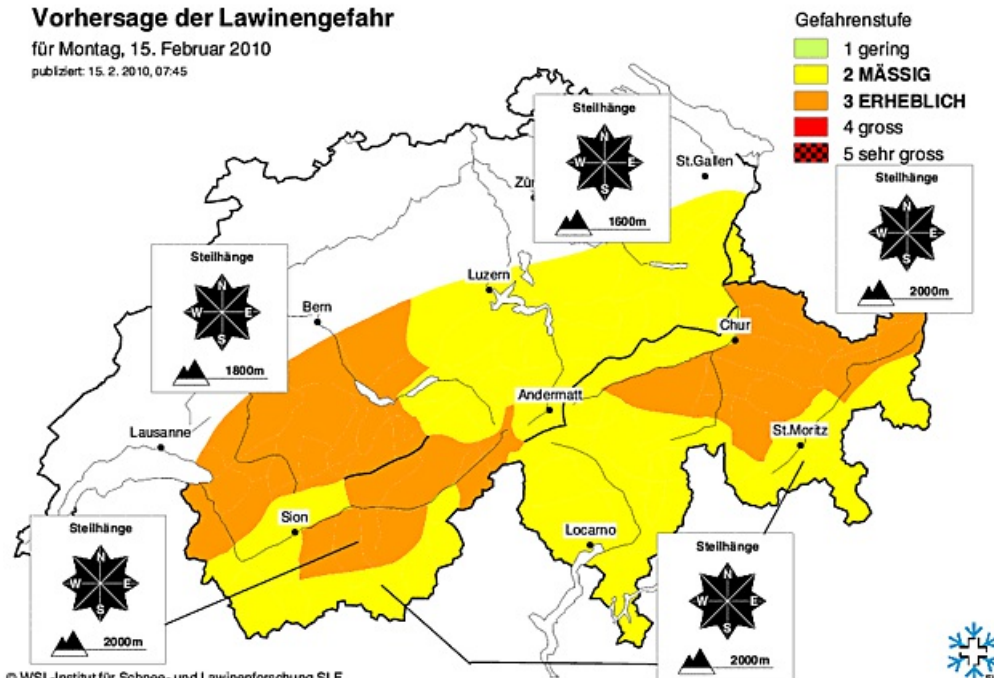 Vorhersage der Lawinengefahr
für Montag, 15. Februar 2010
publiziert: 15. 2. 2010, 07:45
Gefahrenstufe
1 gering
2 MÄSSIG
3 ERHEBLICH
4 gross
5 sehr gross
Steilhänge
N
W E
S
1600m
St.Gallen
Zür
Steilhänge
N
W E
S
2000m
Steilhänge
N
W E
S
1800m
Luzern
Bern
Chur
Andermatt
St.Moritz
Lausanne
Sion
Locarno
Steilhänge
N
W E
S
2000m
Steilhänge
N
W E
S
2000m
© WSL-Institut für Schnee- und Lawinenforschung SLF